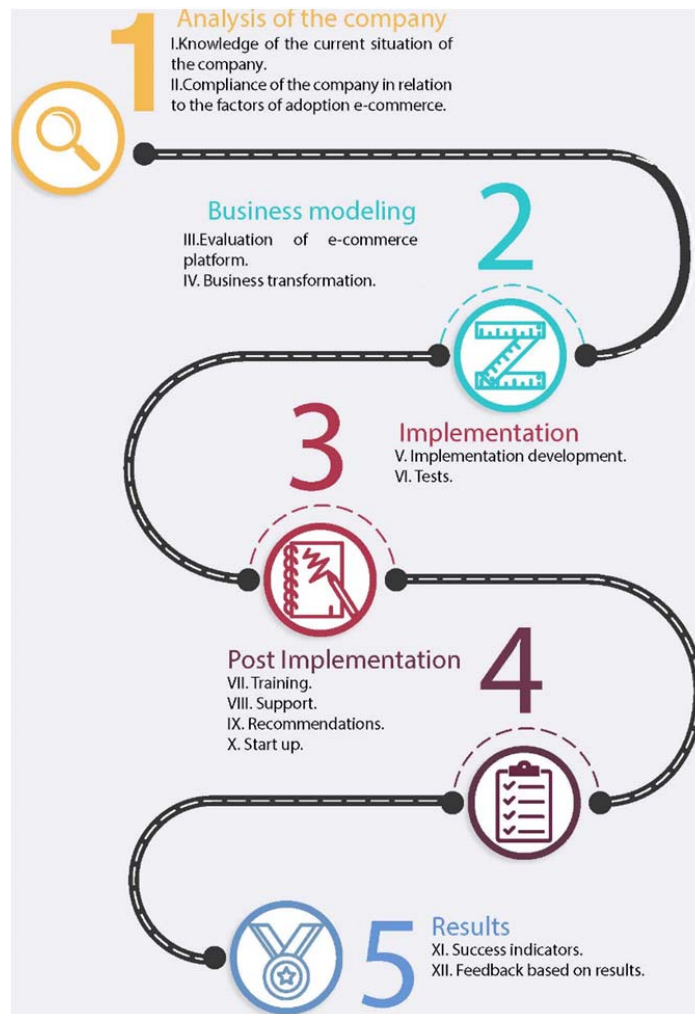 1
Analysis of the company
I.Knowledge of the current situation of
the company.
II.Compliance of the company in relation
to the factors of adoption e-commerce.
2
Business modeling
III.Evaluation of e-commerce
platform.
IV. Business transformation.
3
Implementation
V. Implementation development.
VI. Tests.
4
Post Implementation
VII. Training.
VIII. Support.
IX. Recommendations.
X. Start up.
5
Results
XI. Success indicators.
XII. Feedback based on results.